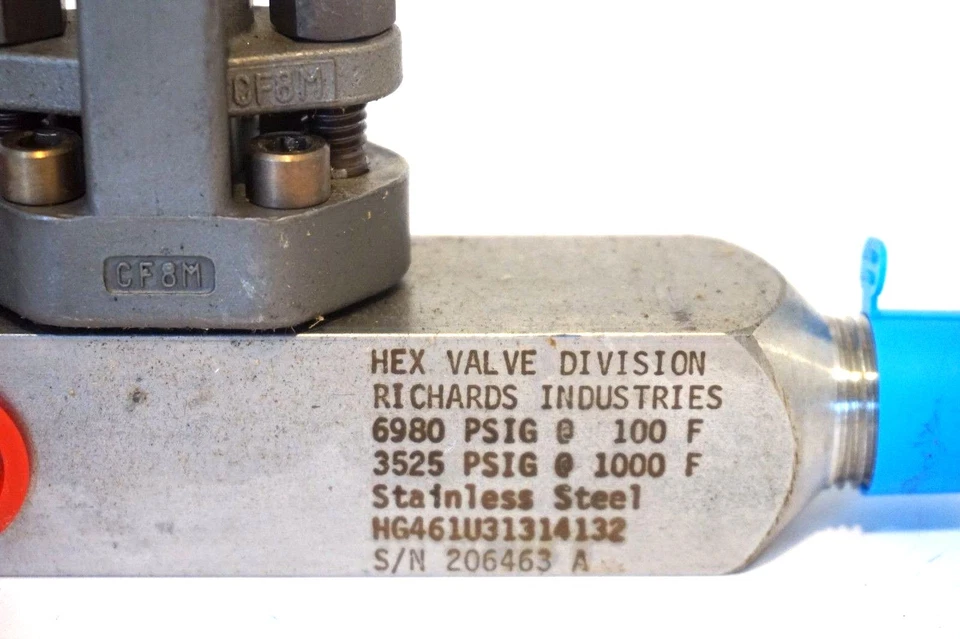 CF8M
CF8M
HEX VALVE DIVISION
RICHARDS INDUSTRIES
6980 PSIG @ 100 F
3525 PSIG @ 1000 F
Stainless Steel
HG461U31314132
S/N 206463 A